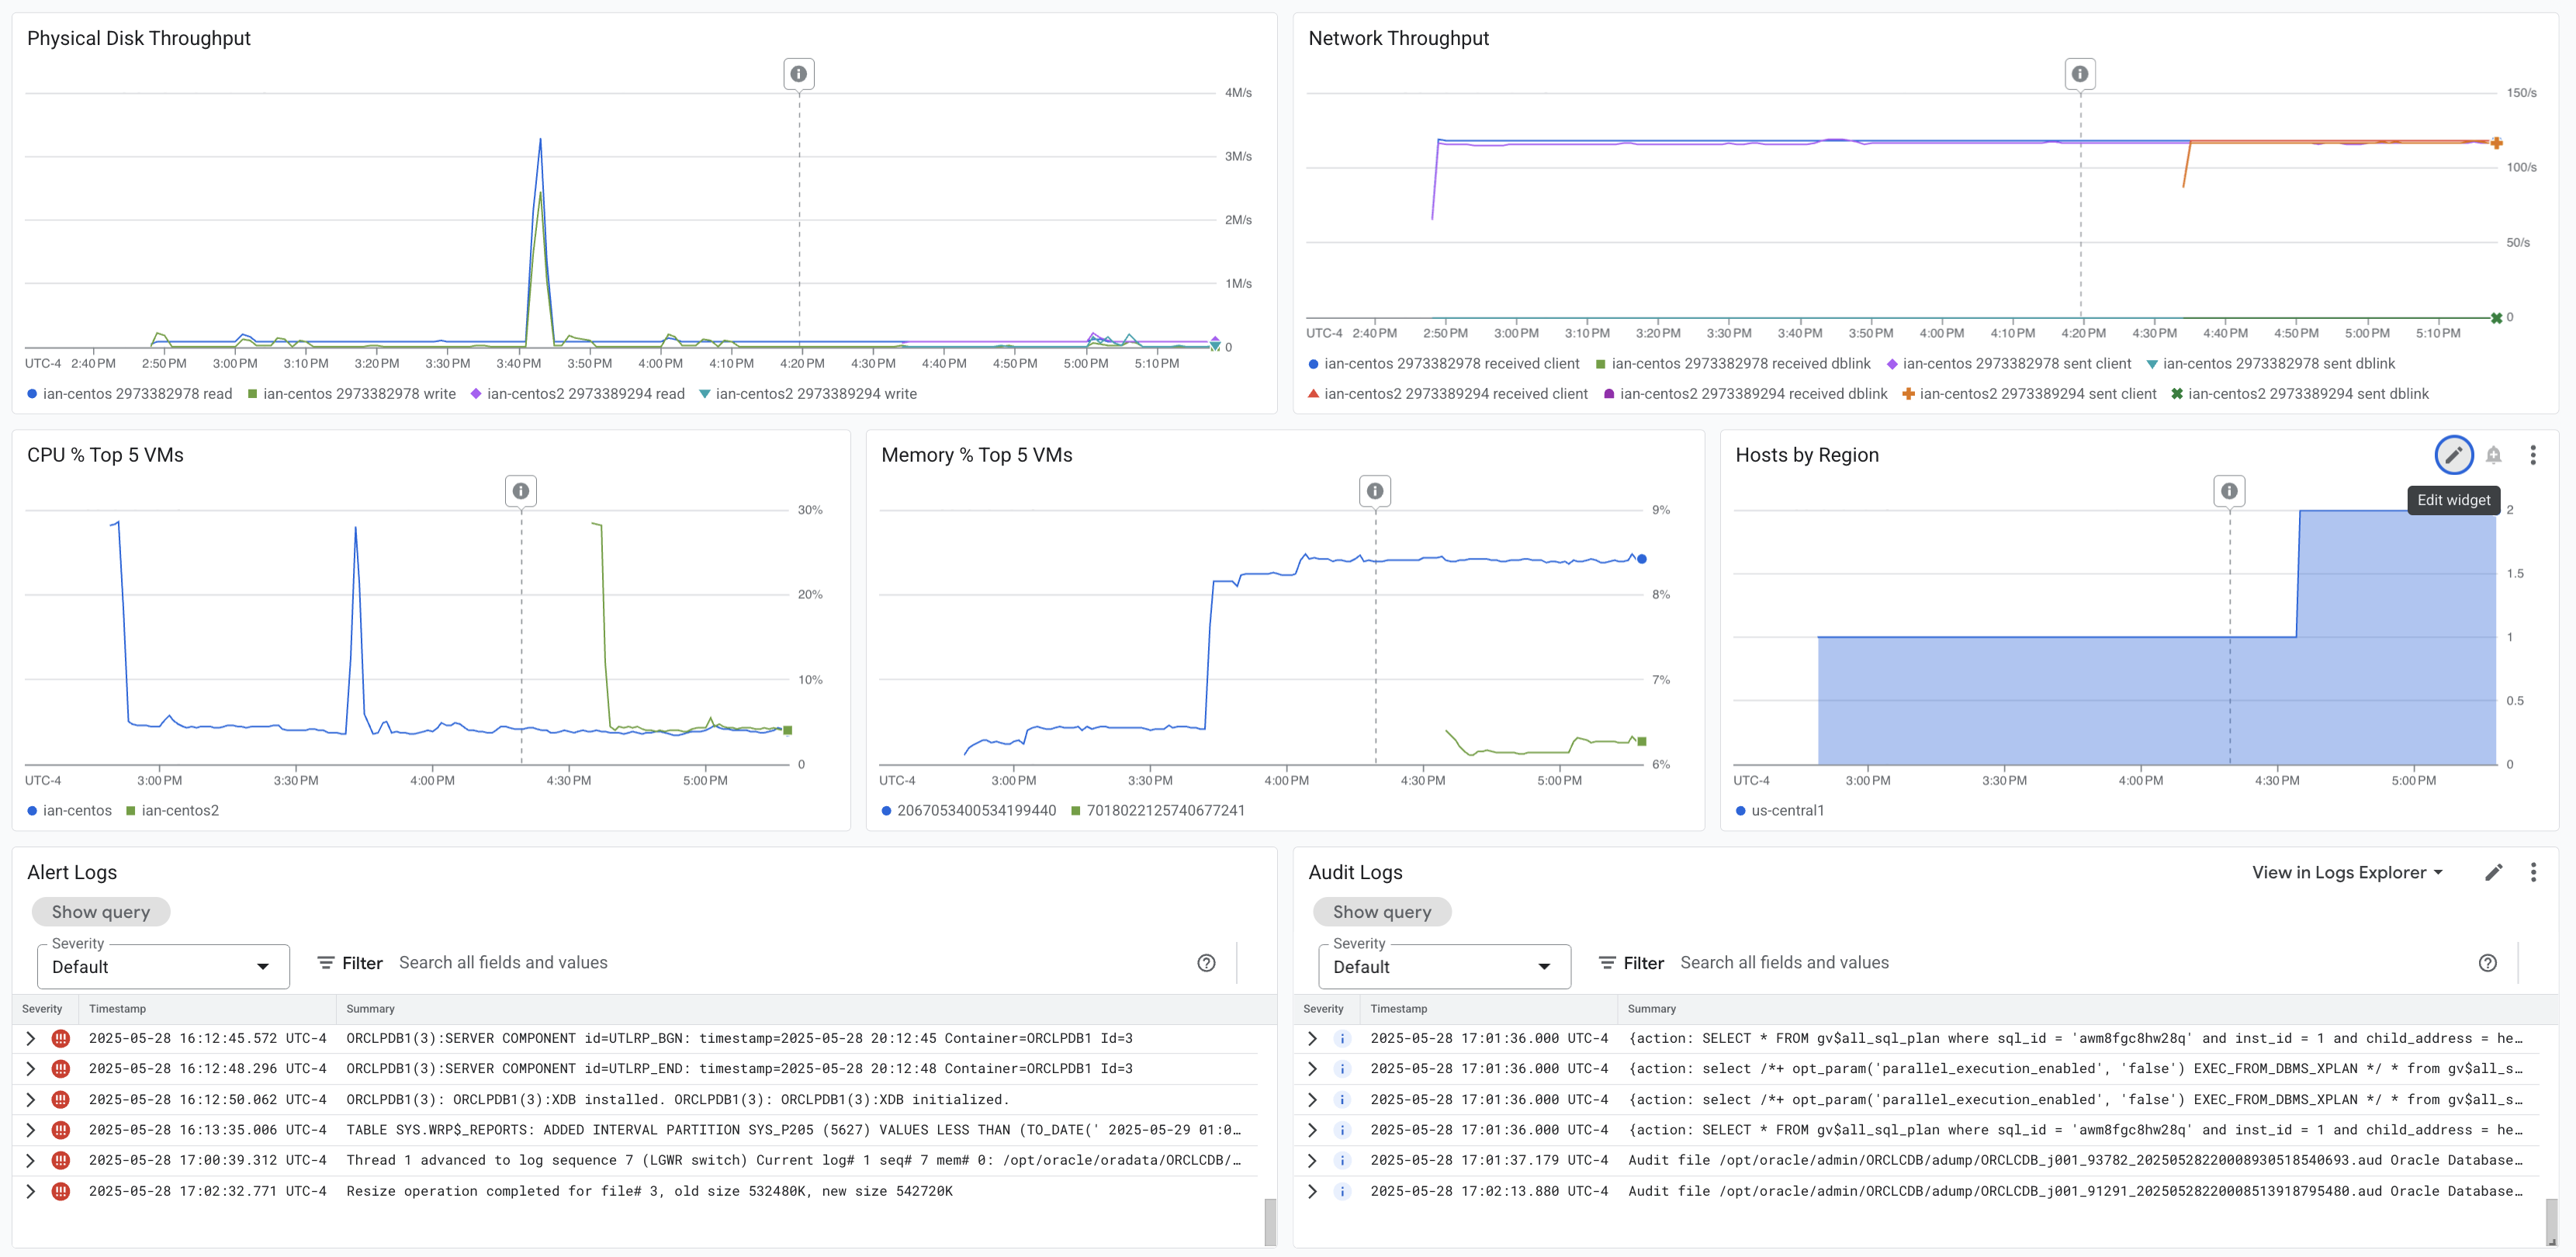 Physical Disk Throughput
4M/s
3M/s
2M/s
1M/s
0
UTC-4 2:40 PM 2:50 PM 3:00 PM 3:10 PM 3:20 PM 3:30 PM 3:40 PM 3:50 PM 4:00 PM 4:10 PM 4:20 PM 4:30 PM 4:40 PM 4:50 PM 5:00 PM 5:10 PM
ian-centos 2973382978 read ian-centos 2973382978 write ian-centos2 2973389294 read ian-centos2 2973389294 write
Network Throughput
150/s
100/s
50/s
0
UTC-4 2:40 PM 2:50 PM 3:00 PM 3:10 PM 3:20 PM 3:30 PM 3:40 PM 3:50 PM 4:00 PM 4:10 PM 4:20 PM 4:30 PM 4:40 PM 4:50 PM 5:00 PM 5:10 PM
ian-centos 2973382978 received client ian-centos 2973382978 received dblink ian-centos 2973382978 sent client ian-centos 2973382978 sent dblink
ian-centos2 2973389294 received client ian-centos2 2973389294 received dblink ian-centos2 2973389294 sent client ian-centos2 2973389294 sent dblink
CPU % Top 5 VMs
30%
20%
10%
0
UTC-4 3:00 PM 3:30 PM 4:00 PM 4:30 PM 5:00 PM
ian-centos ian-centos2
Memory % Top 5 VMs
9%
8%
7%
6%
UTC-4 3:00 PM 3:30 PM 4:00 PM 4:30 PM 5:00 PM
2067053400534199440 7018022125740677241
Hosts by Region
Edit widget
2
1.5
1
0.5
0
UTC-4 3:00 PM 3:30 PM 4:00 PM 4:30 PM 5:00 PM
us-central1
Alert Logs
Show query
Severity
Default
Filter Search all fields and values
Severity Timestamp Summary
2025-05-28 16:12:45.572 UTC-4 ORCLPDB1(3):SERVER COMPONENT id=UTLRP_BGN: timestamp=2025-05-28 20:12:45 Container=ORCLPDB1 Id=3
2025-05-28 16:12:48.296 UTC-4 ORCLPDB1(3):SERVER COMPONENT id=UTLRP_END: timestamp=2025-05-28 20:12:48 Container=ORCLPDB1 Id=3
2025-05-28 16:12:50.062 UTC-4 ORCLPDB1(3): ORCLPDB1(3):XDB installed. ORCLPDB1(3): ORCLPDB1(3):XDB initialized.
2025-05-28 16:13:35.006 UTC-4 TABLE SYS.WRP$_REPORTS: ADDED INTERVAL PARTITION SYS_P205 (5627) VALUES LESS THAN (TO_DATE(' 2025-05-29 01:0…
2025-05-28 17:00:39.312 UTC-4 Thread 1 advanced to log sequence 7 (LGWR switch) Current log# 1 seq# 7 mem# 0: /opt/oracle/oradata/ORCLCDB/…
2025-05-28 17:02:32.771 UTC-4 Resize operation completed for file# 3, old size 532480K, new size 542720K
Audit Logs
View in Logs Explorer
Show query
Severity
Default
Filter Search all fields and values
Severity Timestamp Summary
2025-05-28 17:01:36.000 UTC-4 {action: SELECT * FROM gv$all_sql_plan where sql_id = 'awm8fgc8hw28q' and inst_id = 1 and child_address = he…
2025-05-28 17:01:36.000 UTC-4 {action: select /*+ opt_param('parallel_execution_enabled', 'false') EXEC_FROM_DBMS_XPLAN */ * from gv$all_s…
2025-05-28 17:01:36.000 UTC-4 {action: select /*+ opt_param('parallel_execution_enabled', 'false') EXEC_FROM_DBMS_XPLAN */ * from gv$all_s…
2025-05-28 17:01:36.000 UTC-4 {action: SELECT * FROM gv$all_sql_plan where sql_id = 'awm8fgc8hw28q' and inst_id = 1 and child_address = he…
2025-05-28 17:01:37.179 UTC-4 Audit file /opt/oracle/admin/ORCLCDB/adump/ORCLCDB_j001_93782_20250528220008930518540693.aud Oracle Database…
2025-05-28 17:02:13.880 UTC-4 Audit file /opt/oracle/admin/ORCLCDB/adump/ORCLCDB_j001_91291_20250528220008513918795480.aud Oracle Database…